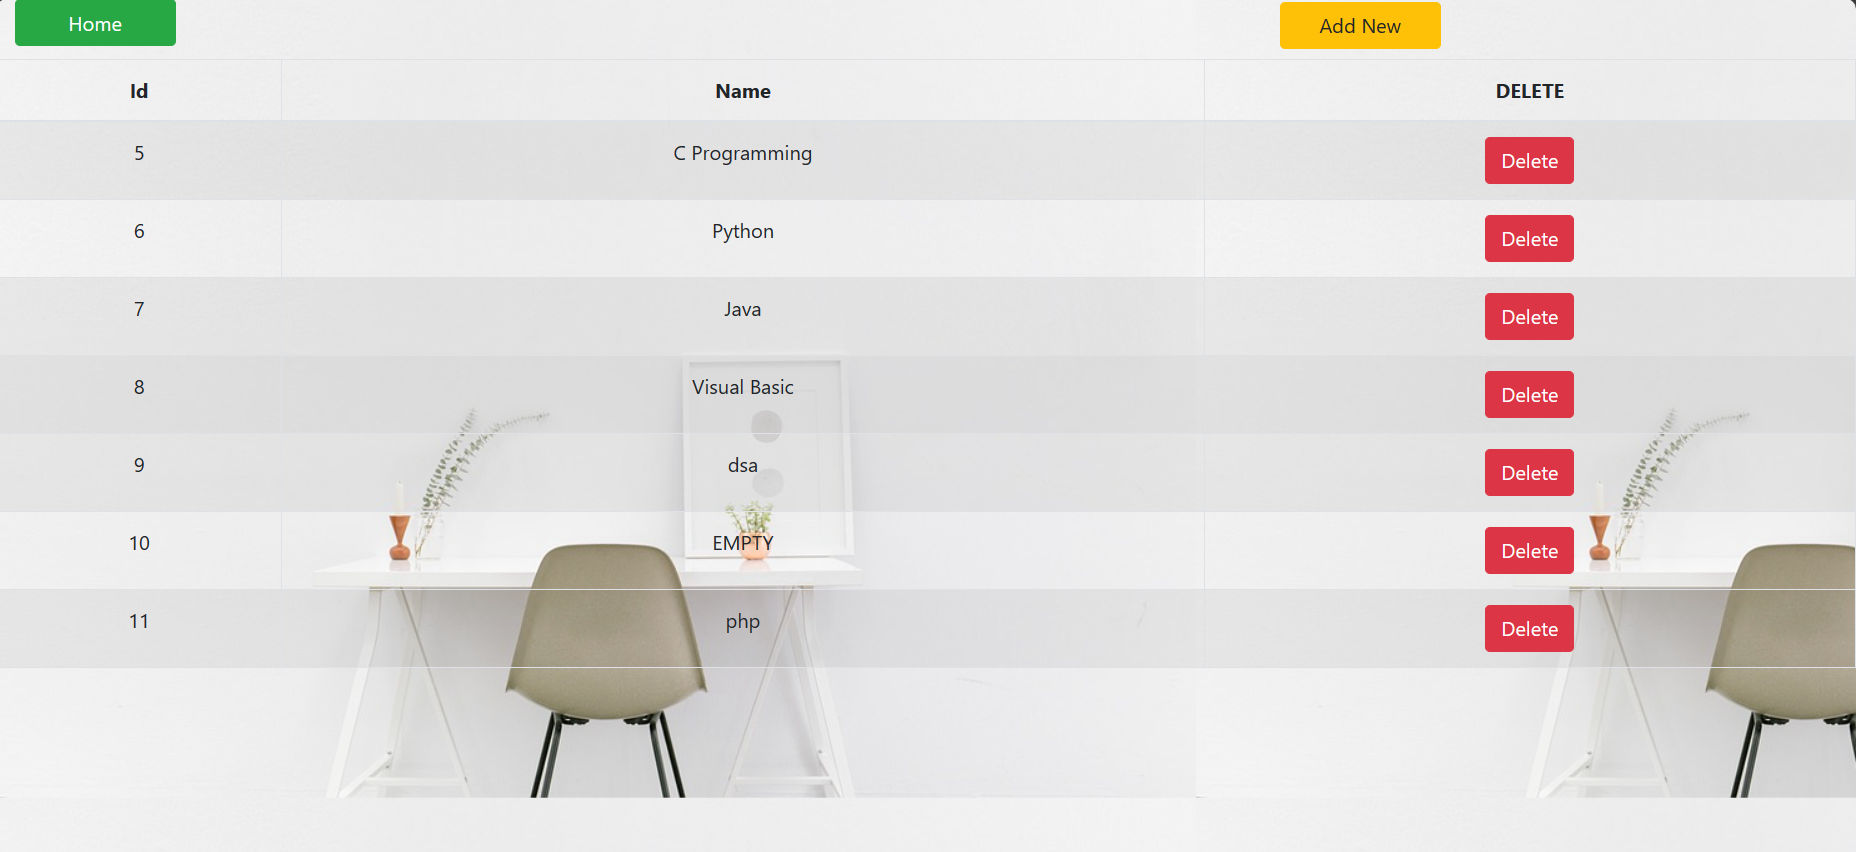 Home Add New
Id Name DELETE
5 C Programming Delete
6 Python Delete
7 Java Delete
8 Visual Basic Delete
9 dsa Delete
10 EMPTY Delete
11 php Delete